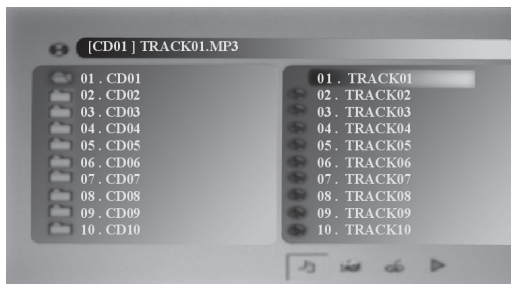 [CD01 ] TRACK01.MP3
01 . CD01
02 . CD02
03 . CD03
04 . CD04
05 . CD05
06 . CD06
07 . CD07
08 . CD08
09 . CD09
10 . CD10
01 . TRACK01
02 . TRACK02
03 . TRACK03
04 . TRACK04
05 . TRACK05
06 . TRACK06
07 . TRACK07
08 . TRACK08
09 . TRACK09
10 . TRACK10